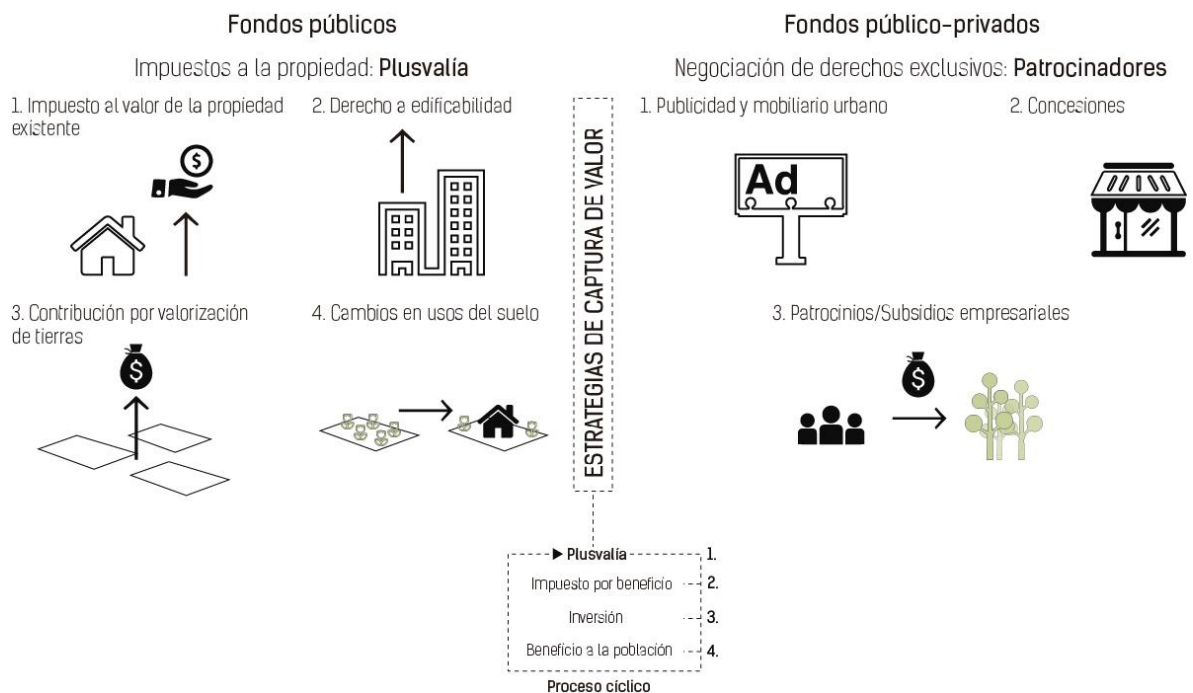 Fondos públicos
Impuestos a la propiedad: Plusvalía
1. Impuesto al valor de la propiedad
existente
$
2. Derecho a edificabilidad
3. Contribución por valorización
de tierras
$
4. Cambios en usos del suelo
ESTRATEGIAS DE CAPTURA DE VALOR
Fondos público-privados
Negociación de derechos exclusivos: Patrocinadores
1. Publicidad y mobiliario urbano
Ad
2. Concesiones
3. Patrocinios/Subsidios empresariales
$
Plusvalía 1.
Impuesto por beneficio 2.
Inversión 3.
Beneficio a la población 4.
Proceso cíclico